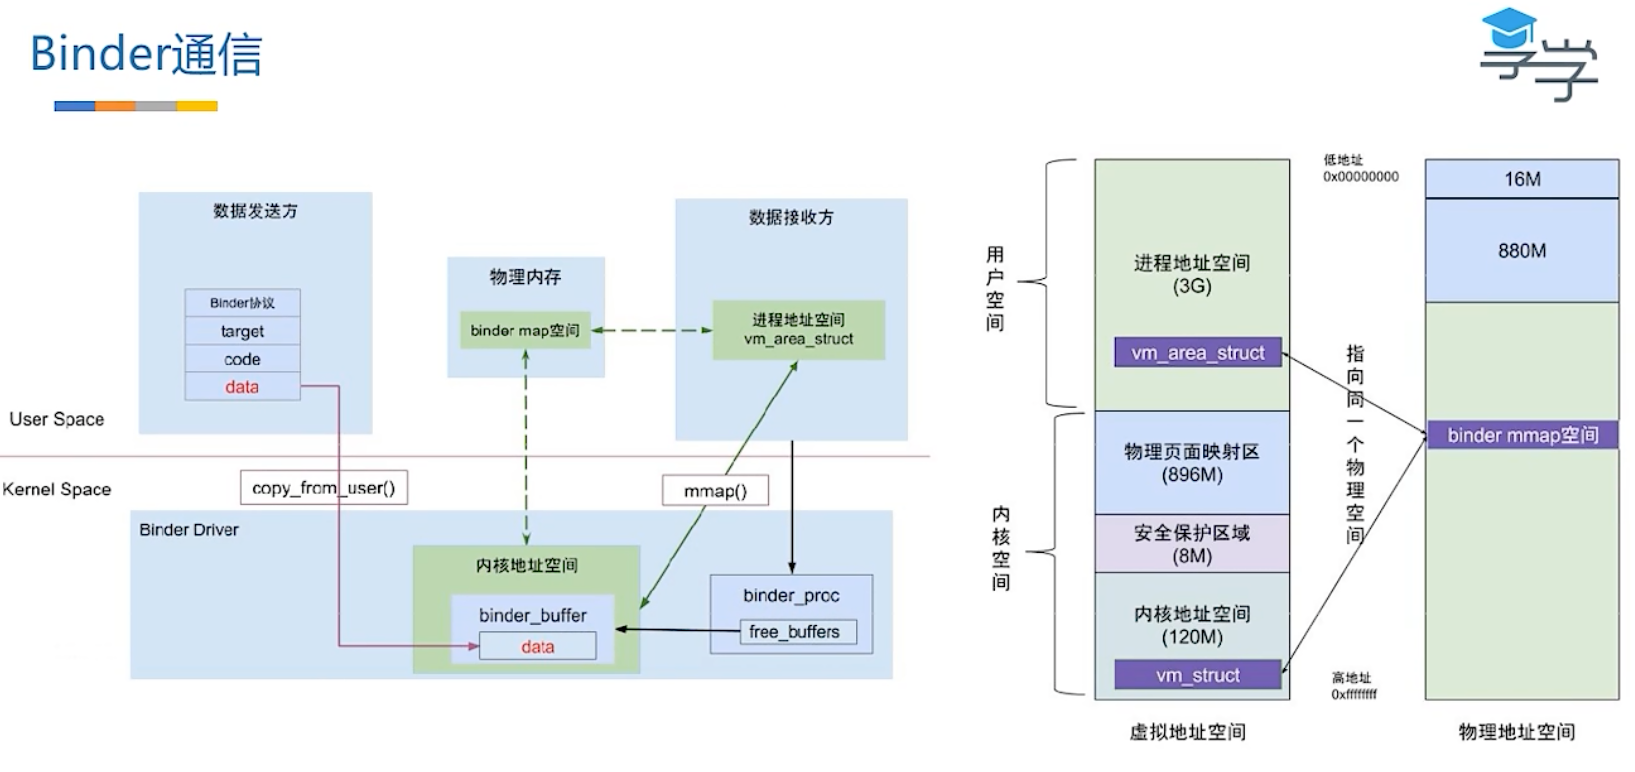 Binder通信
享学
数据发送方
Binder协议
target
code
data
物理内存
binder map空间
数据接收方
进程地址空间
vm_area_struct
User Space
Kernel Space
copy_from_user()
mmap()
Binder Driver
内核地址空间
binder_buffer
data
binder_proc
free_buffers
用户空间
内核空间
进程地址空间
(3G)
vm_area_struct
物理页面映射区
(896M)
安全保护区域
(8M)
内核地址空间
(120M)
vm_struct
虚拟地址空间
低地址
0x00000000
指向同一个物理空间
高地址
0xffffffff
16M
880M
binder mmap空间
物理地址空间